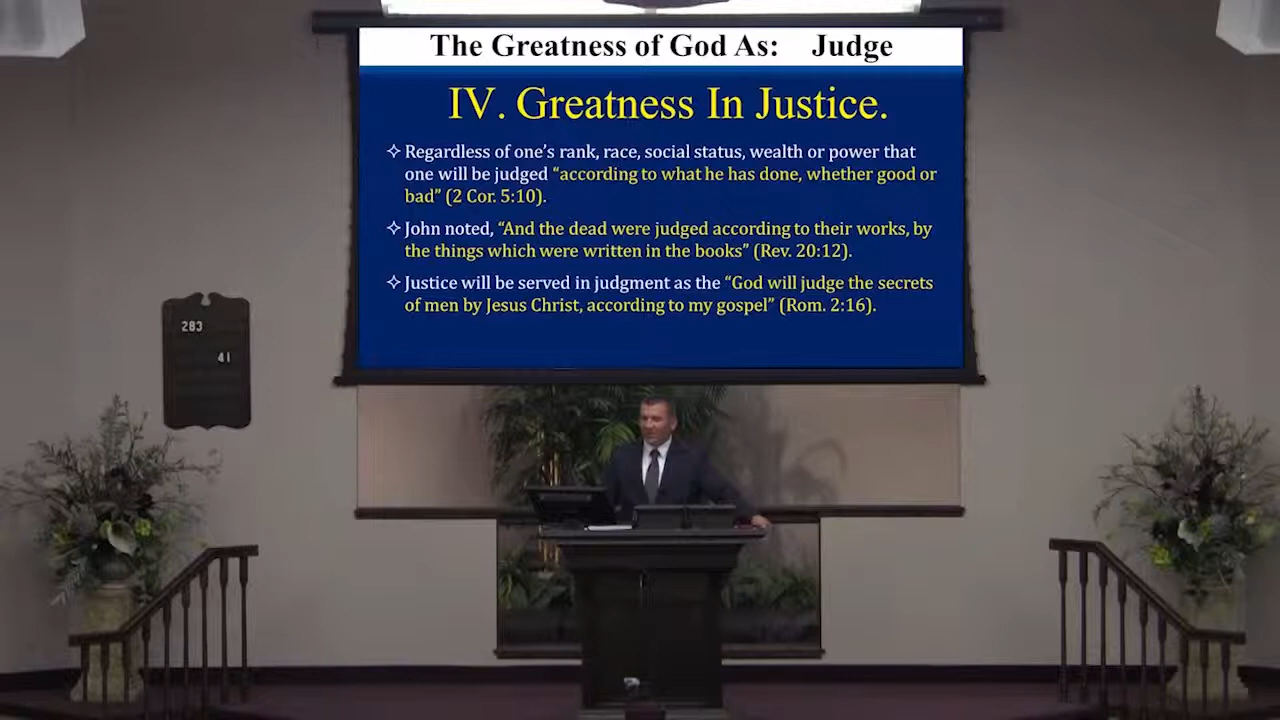 The Greatness of God As: Judge
IV. Greatness In Justice.
✧ Regardless of one’s rank, race, social status, wealth or power that
one will be judged “according to what he has done, whether good or
bad” (2 Cor. 5:10).
✧ John noted, “And the dead were judged according to their works, by
the things which were written in the books” (Rev. 20:12).
✧ Justice will be served in judgment as the “God will judge the secrets
of men by Jesus Christ, according to my gospel” (Rom. 2:16).
283
41